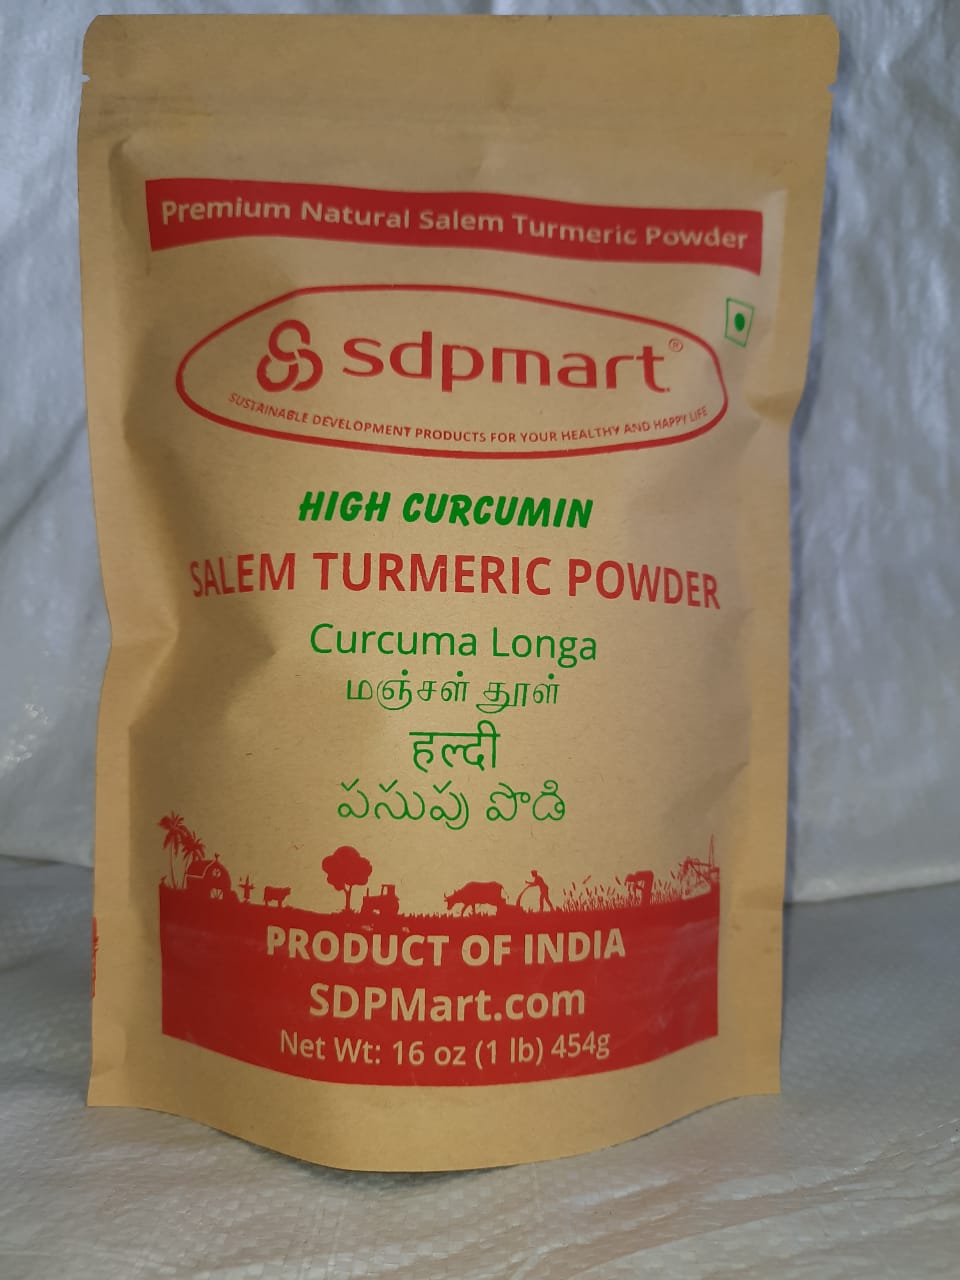 Premium Natural Salem Turmeric Powder
sdpmart®
SUSTAINABLE DEVELOPMENT PRODUCTS FOR YOUR HEALTHY AND HAPPY LIFE
HIGH CURCUMIN
SALEM TURMERIC POWDER
Curcuma Longa
மஞ்சள் தூள்
हल्दी
పసుపు పొడి
PRODUCT OF INDIA
SDPMart.com
Net Wt: 16 oz (1 lb) 454g